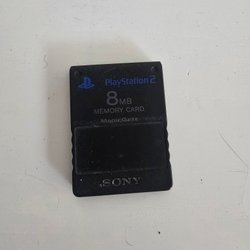 PlayStation 2
8MB
MEMORY CARD
MagicGate
SONY